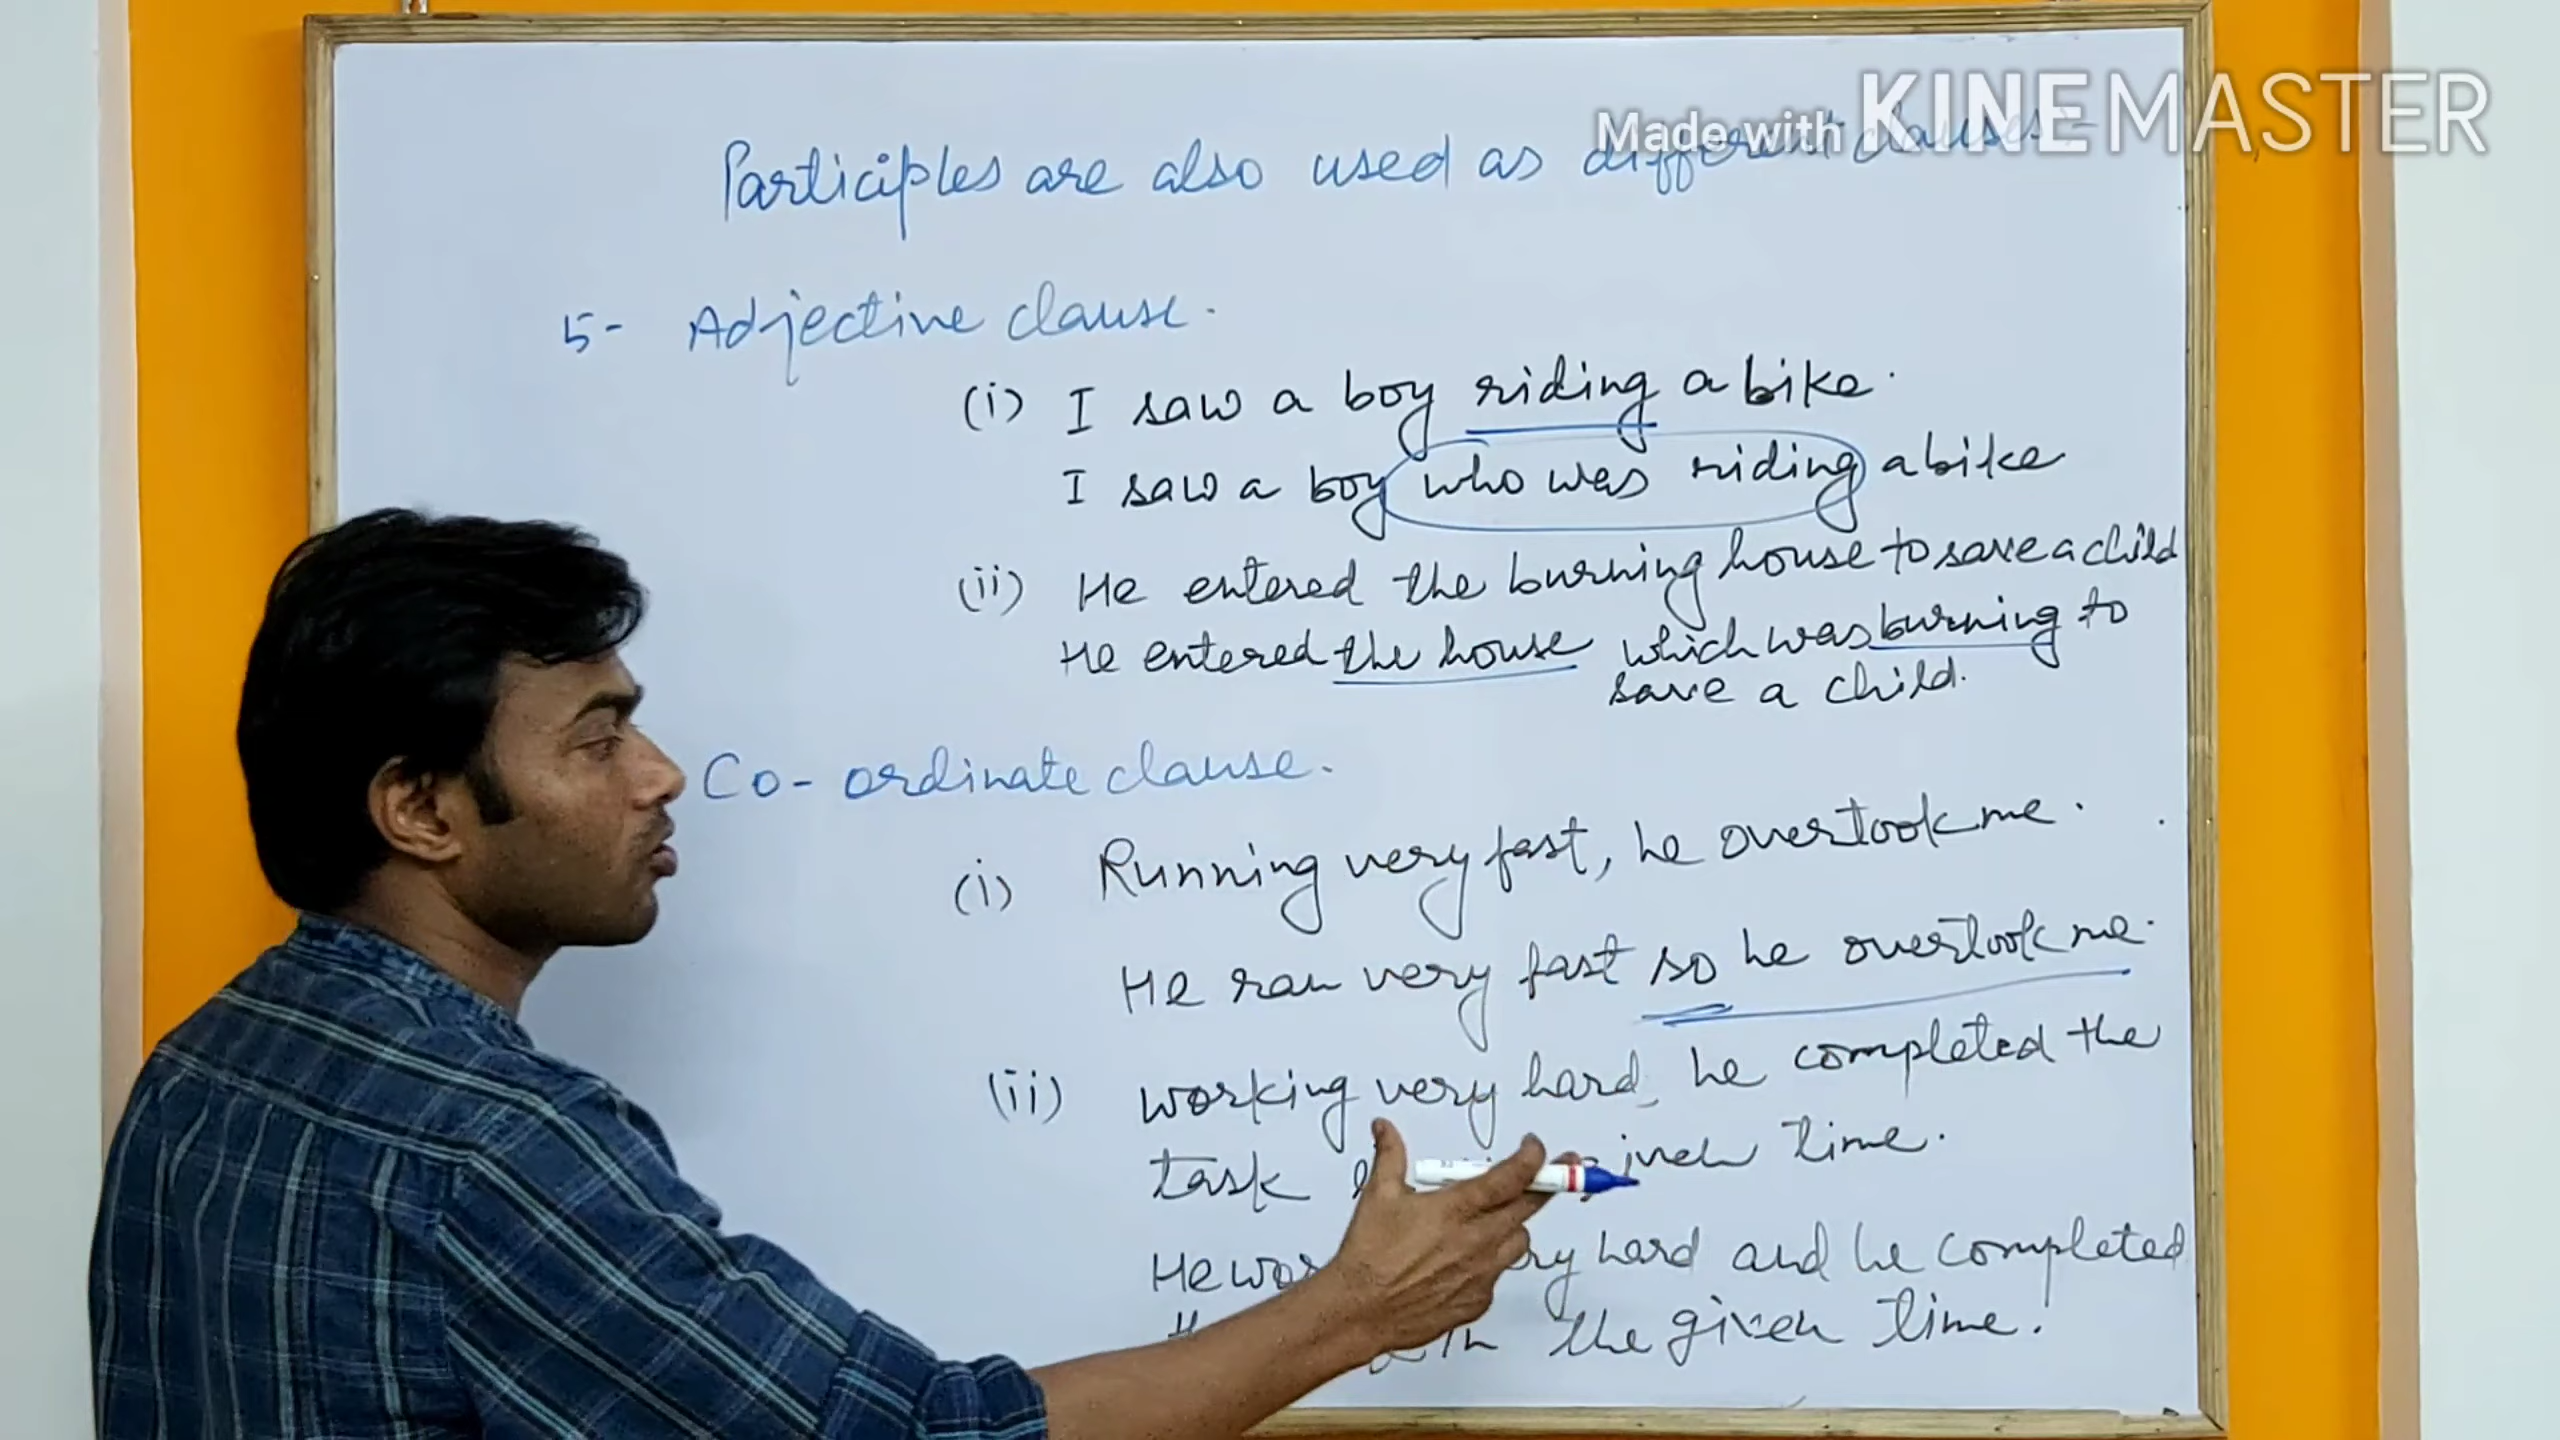 Made with KINEMASTER
Participles are also used as different clauses:-
5- Adjective clause.
(i) I saw a boy riding a bike.
I saw a boy who was riding a bike
(ii) He entered the burning house to save a child
He entered the house which was burning to
save a child.
Co-ordinate clause.
(i) Running very fast, he overtook me.
He ran very fast so he overtook me.
(ii) working very hard, he completed the
task time.
He hard and he completed
in the given time.